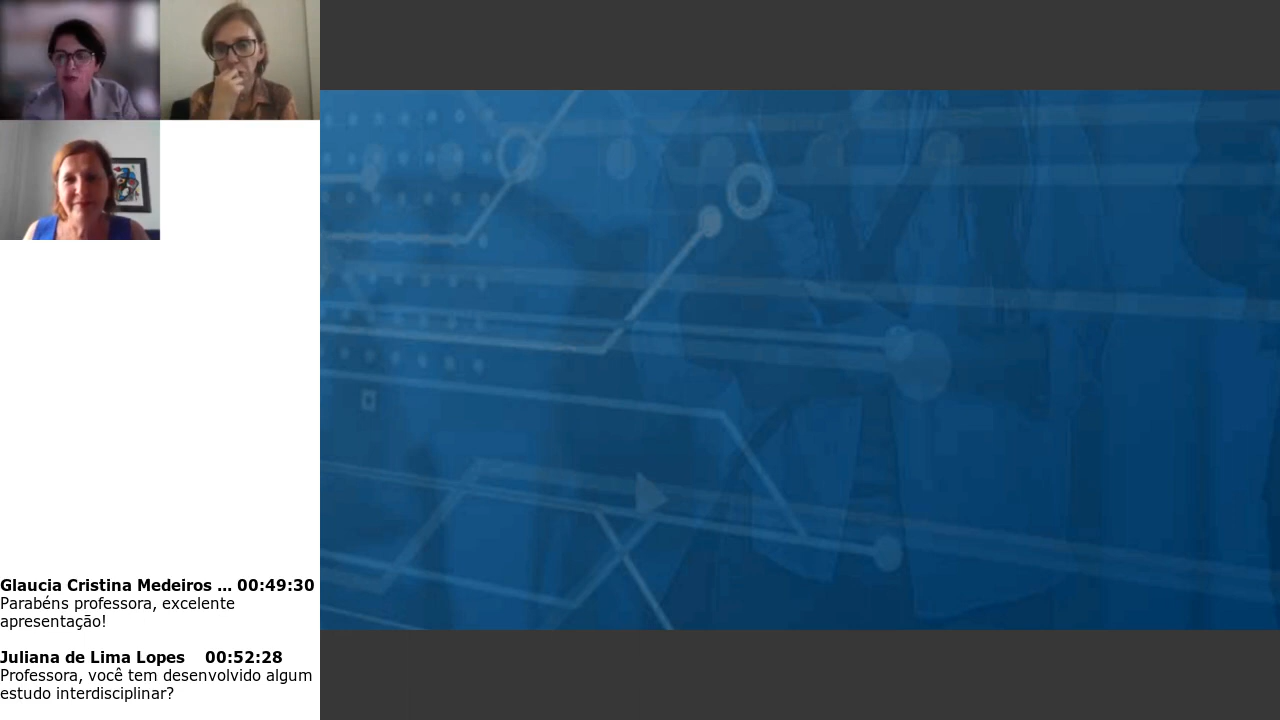 Glaucia Cristina Medeiros ... 00:49:30
Parabéns professora, excelente
apresentação!
Juliana de Lima Lopes 00:52:28
Professora, você tem desenvolvido algum
estudo interdisciplinar?